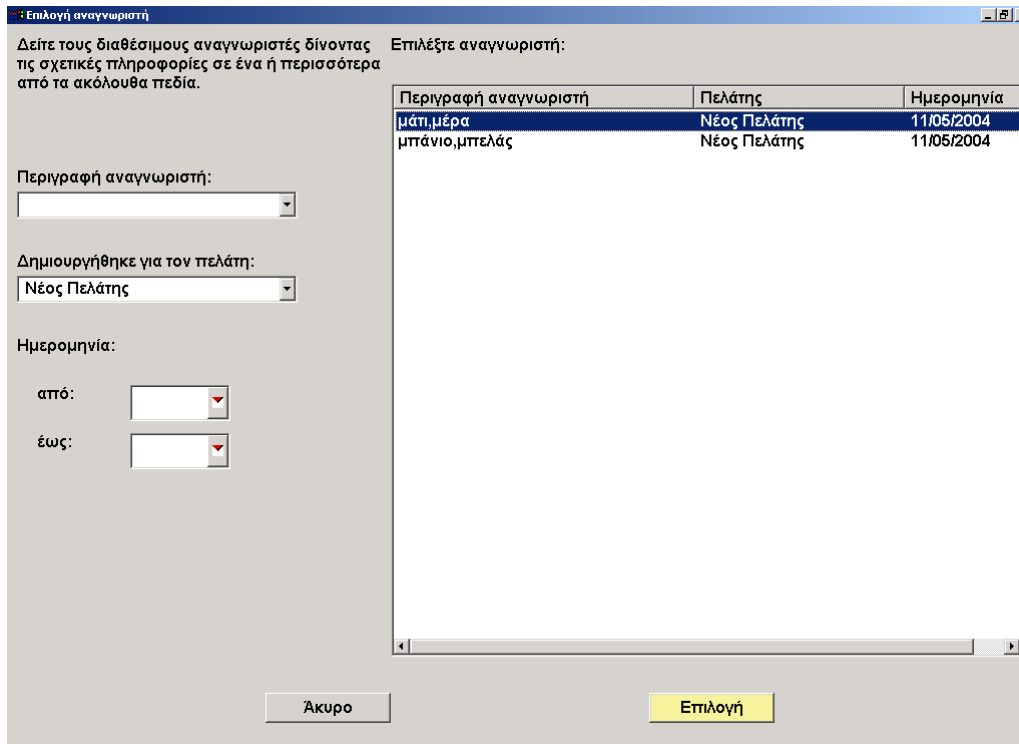 Επιλογή αναγνωριστή
Δείτε τους διαθέσιμους αναγνωριστές δίνοντας
τις σχετικές πληροφορίες σε ένα ή περισσότερα
από τα ακόλουθα πεδία.
Περιγραφή αναγνωριστή:
Δημιουργήθηκε για τον πελάτη:
Νέος Πελάτης
Ημερομηνία:
από:
έως:
Επιλέξτε αναγνωριστή:
Περιγραφή αναγνωριστή Πελάτης Ημερομηνία
μάτι,μέρα Νέος Πελάτης 11/05/2004
μπάνιο,μπελάς Νέος Πελάτης 11/05/2004
Άκυρο Επιλογή